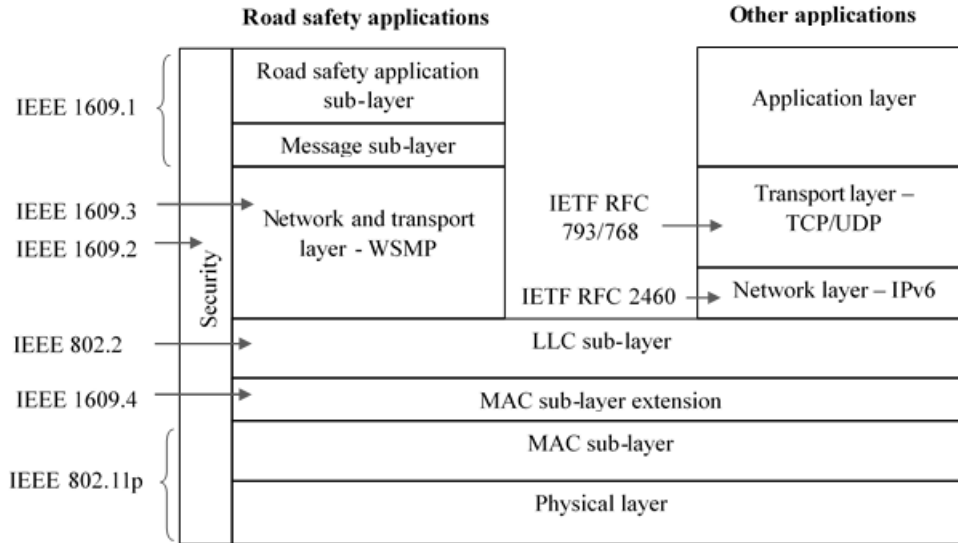 Road safety applications
Other applications
IEEE 1609.1
Road safety application
sub-layer
Message sub-layer
Application layer
IEEE 1609.3
IEEE 1609.2
Security
Network and transport
layer - WSMP
IETF RFC
793/768
Transport layer –
TCP/UDP
IETF RFC 2460
Network layer – IPv6
IEEE 802.2
LLC sub-layer
IEEE 1609.4
MAC sub-layer extension
IEEE 802.11p
MAC sub-layer
Physical layer